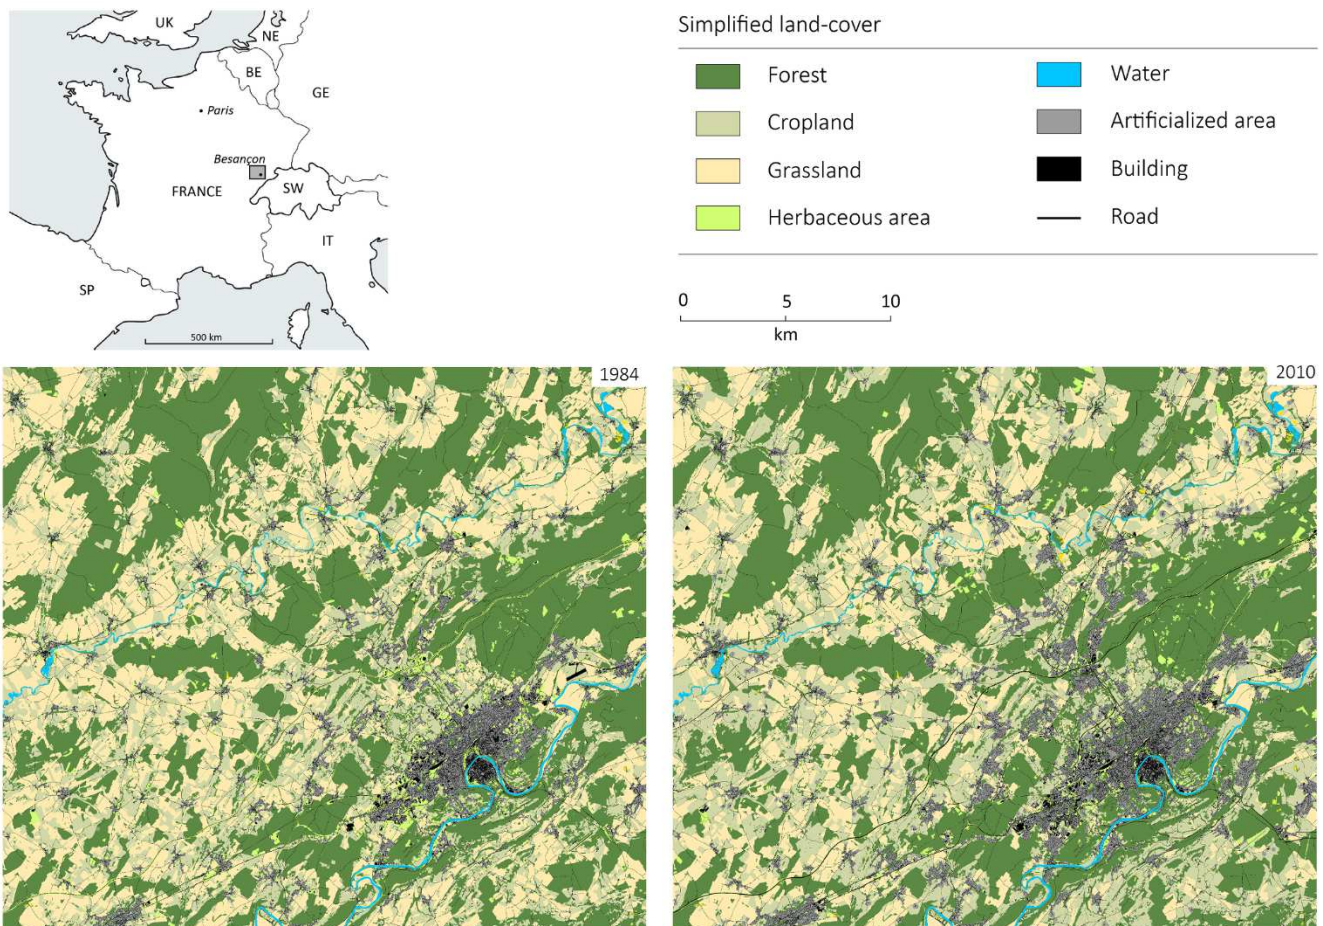 UK
NE
BE
GE
Paris
Besançon
FRANCE
SW
IT
SP
500 km
Simplified land-cover
Forest
Water
Cropland
Artificialized area
Grassland
Building
Herbaceous area
Road
0 5 10
km
1984
2010